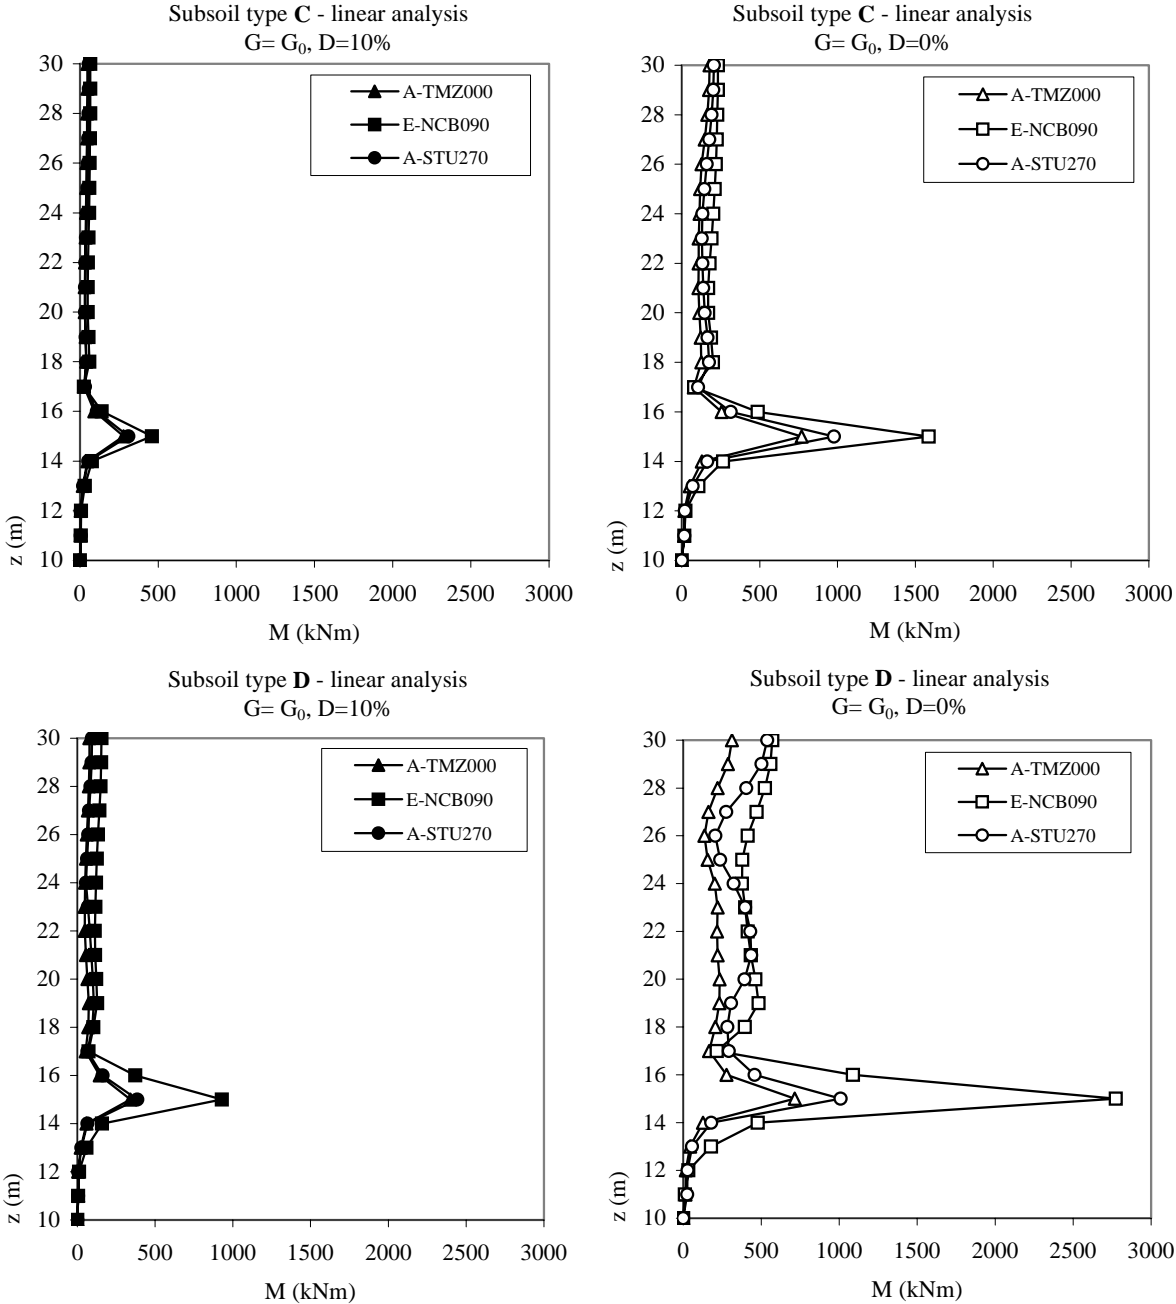 Subsoil type C - linear analysis
G= G₀, D=10%
30
28
26
24
22
20
18
16
14
12
10
z (m)
A-TMZ000
E-NCB090
A-STU270
0 500 1000 1500 2000 2500 3000
M (kNm)
Subsoil type C - linear analysis
G= G₀, D=0%
30
28
26
24
22
20
18
16
14
12
10
z (m)
A-TMZ000
E-NCB090
A-STU270
0 500 1000 1500 2000 2500 3000
M (kNm)
Subsoil type D - linear analysis
G= G₀, D=10%
30
28
26
24
22
20
18
16
14
12
10
z (m)
A-TMZ000
E-NCB090
A-STU270
0 500 1000 1500 2000 2500 3000
M (kNm)
Subsoil type D - linear analysis
G= G₀, D=0%
30
28
26
24
22
20
18
16
14
12
10
z (m)
A-TMZ000
E-NCB090
A-STU270
0 500 1000 1500 2000 2500 3000
M (kNm)